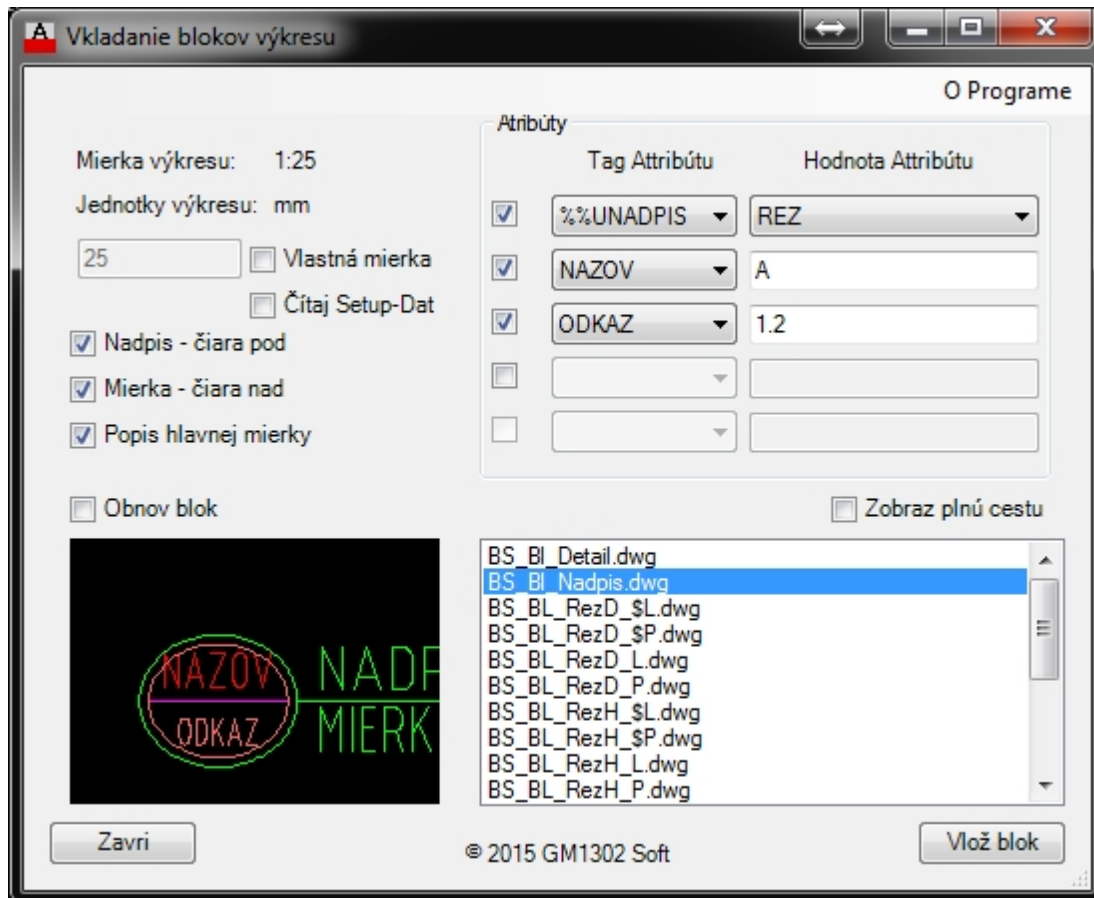 A Vkladanie blokov výkresu
O Programe
Mierka výkresu: 1:25
Jednotky výkresu: mm
25 Vlastná mierka
Čítaj Setup-Dat
Nadpis - čiara pod
Mierka - čiara nad
Popis hlavnej mierky
Atribúty
Tag Attribútu Hodnota Attribútu
%%UNADPIS REZ
NAZOV A
ODKAZ 1.2
Obnov blok
Zobraz plnú cestu
NAZOV NADP
ODKAZ MIERK
BS_Bl_Detail.dwg
BS_Bl_Nadpis.dwg
BS_BL_RezD_$L.dwg
BS_BL_RezD_$P.dwg
BS_BL_RezD_L.dwg
BS_BL_RezD_P.dwg
BS_BL_RezH_$L.dwg
BS_BL_RezH_$P.dwg
BS_BL_RezH_L.dwg
BS_BL_RezH_P.dwg
Zavri
© 2015 GM1302 Soft
Vlož blok